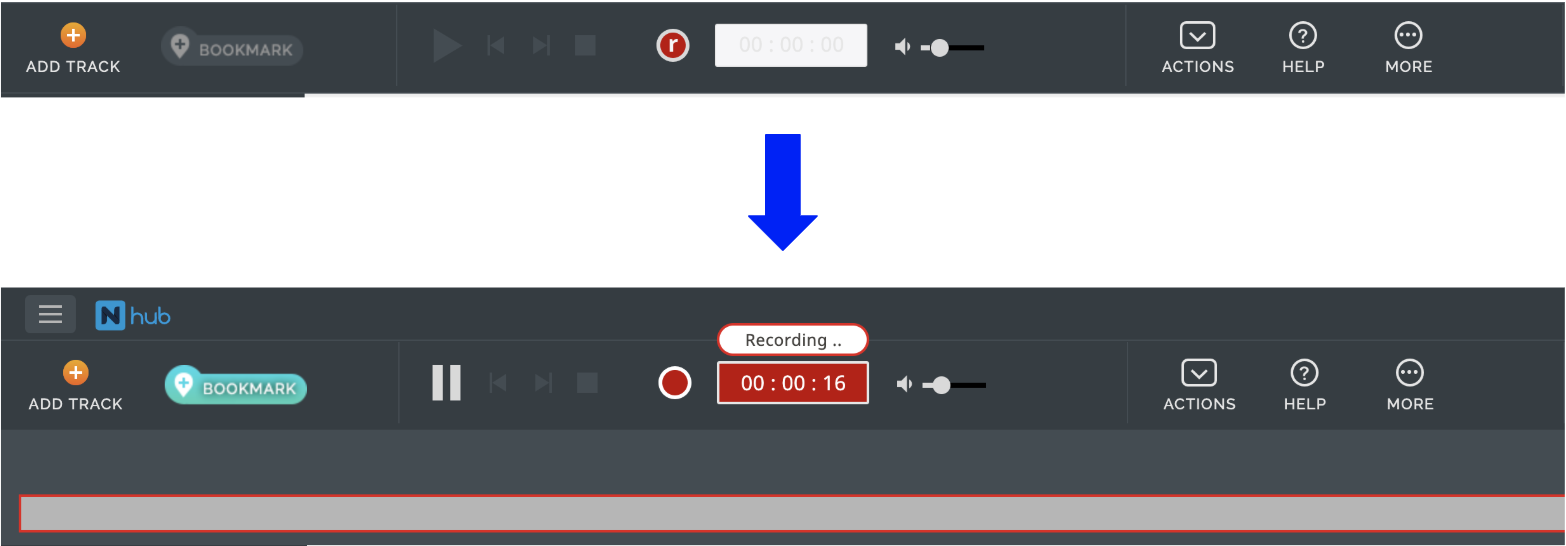 ADD TRACK
BOOKMARK
r
00 : 00 : 00
ACTIONS
HELP
MORE
N hub
Recording ..
ADD TRACK
BOOKMARK
00 : 00 : 16
ACTIONS
HELP
MORE